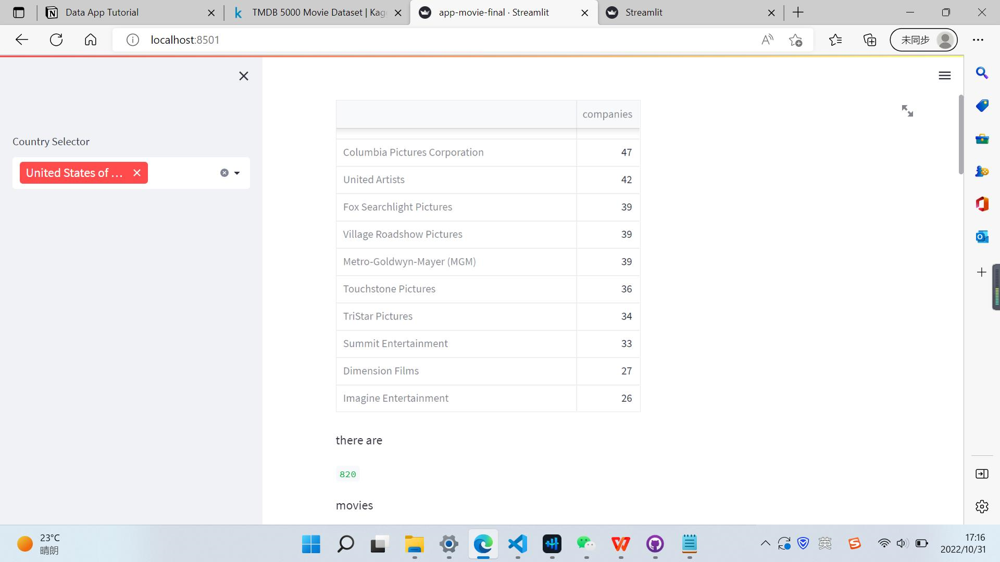 Data App Tutorial
TMDB 5000 Movie Dataset | Kag
app-movie-final · Streamlit
Streamlit
localhost:8501
未同步
Country Selector
United States of ...
companies
Columbia Pictures Corporation 47
United Artists 42
Fox Searchlight Pictures 39
Village Roadshow Pictures 39
Metro-Goldwyn-Mayer (MGM) 39
Touchstone Pictures 36
TriStar Pictures 34
Summit Entertainment 33
Dimension Films 27
Imagine Entertainment 26
there are
820
movies
23°C
晴朗
英
17:16
2022/10/31